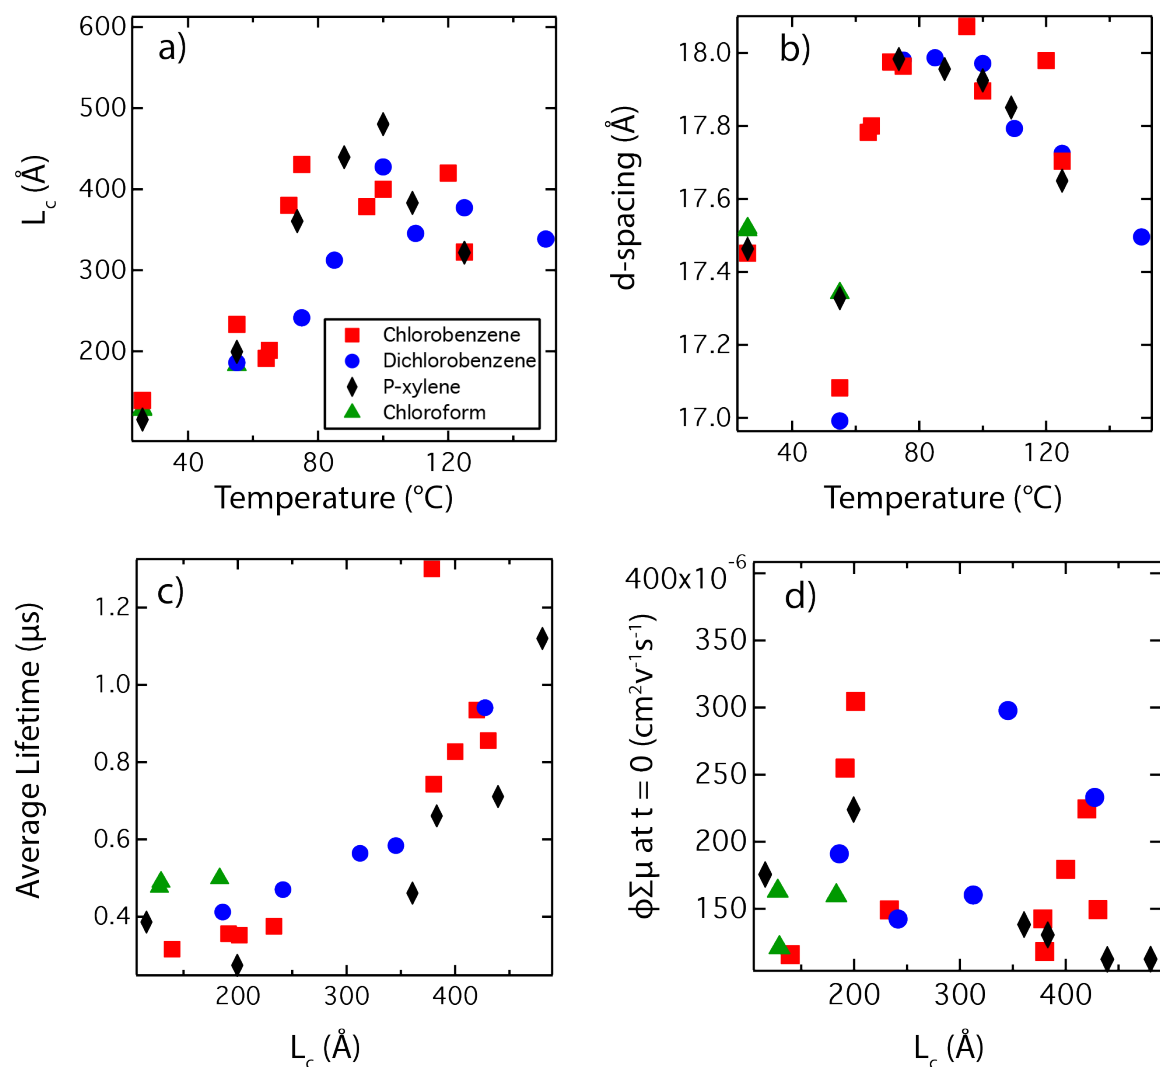 a)
600
500
400
300
200
L꜀ (Å)
40
80
120
Temperature (°C)
Chlorobenzene
Dichlorobenzene
P-xylene
Chloroform
b)
18.0
17.8
17.6
17.4
17.2
17.0
d-spacing (Å)
40
80
120
Temperature (°C)
c)
1.2
1.0
0.8
0.6
0.4
Average Lifetime (µs)
200
300
400
L꜀ (Å)
d)
400x10⁻⁶
350
300
250
200
150
ϕΣμ at t = 0 (cm²v⁻¹s⁻¹)
200
300
400
L꜀ (Å)